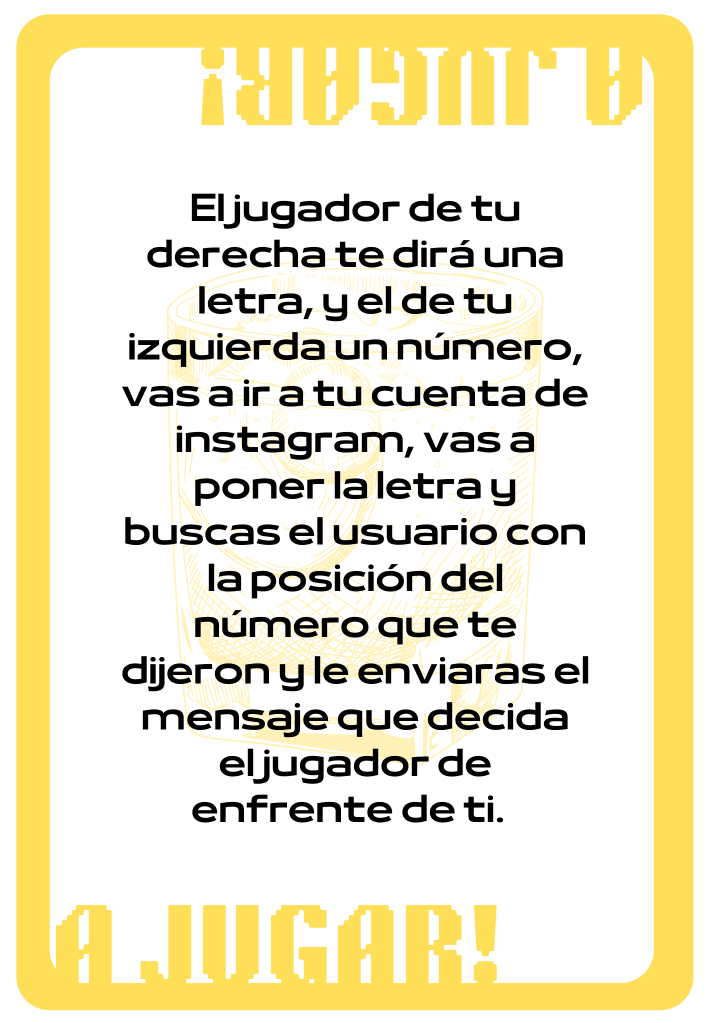 A JUGAR!
El jugador de tu
derecha te dirá una
letra, y el de tu
izquierda un número,
vas a ir a tu cuenta de
instagram, vas a
poner la letra y
buscas el usuario con
la posición del
número que te
dijeron y le enviaras el
mensaje que decida
el jugador de
enfrente de ti.
A JUGAR!